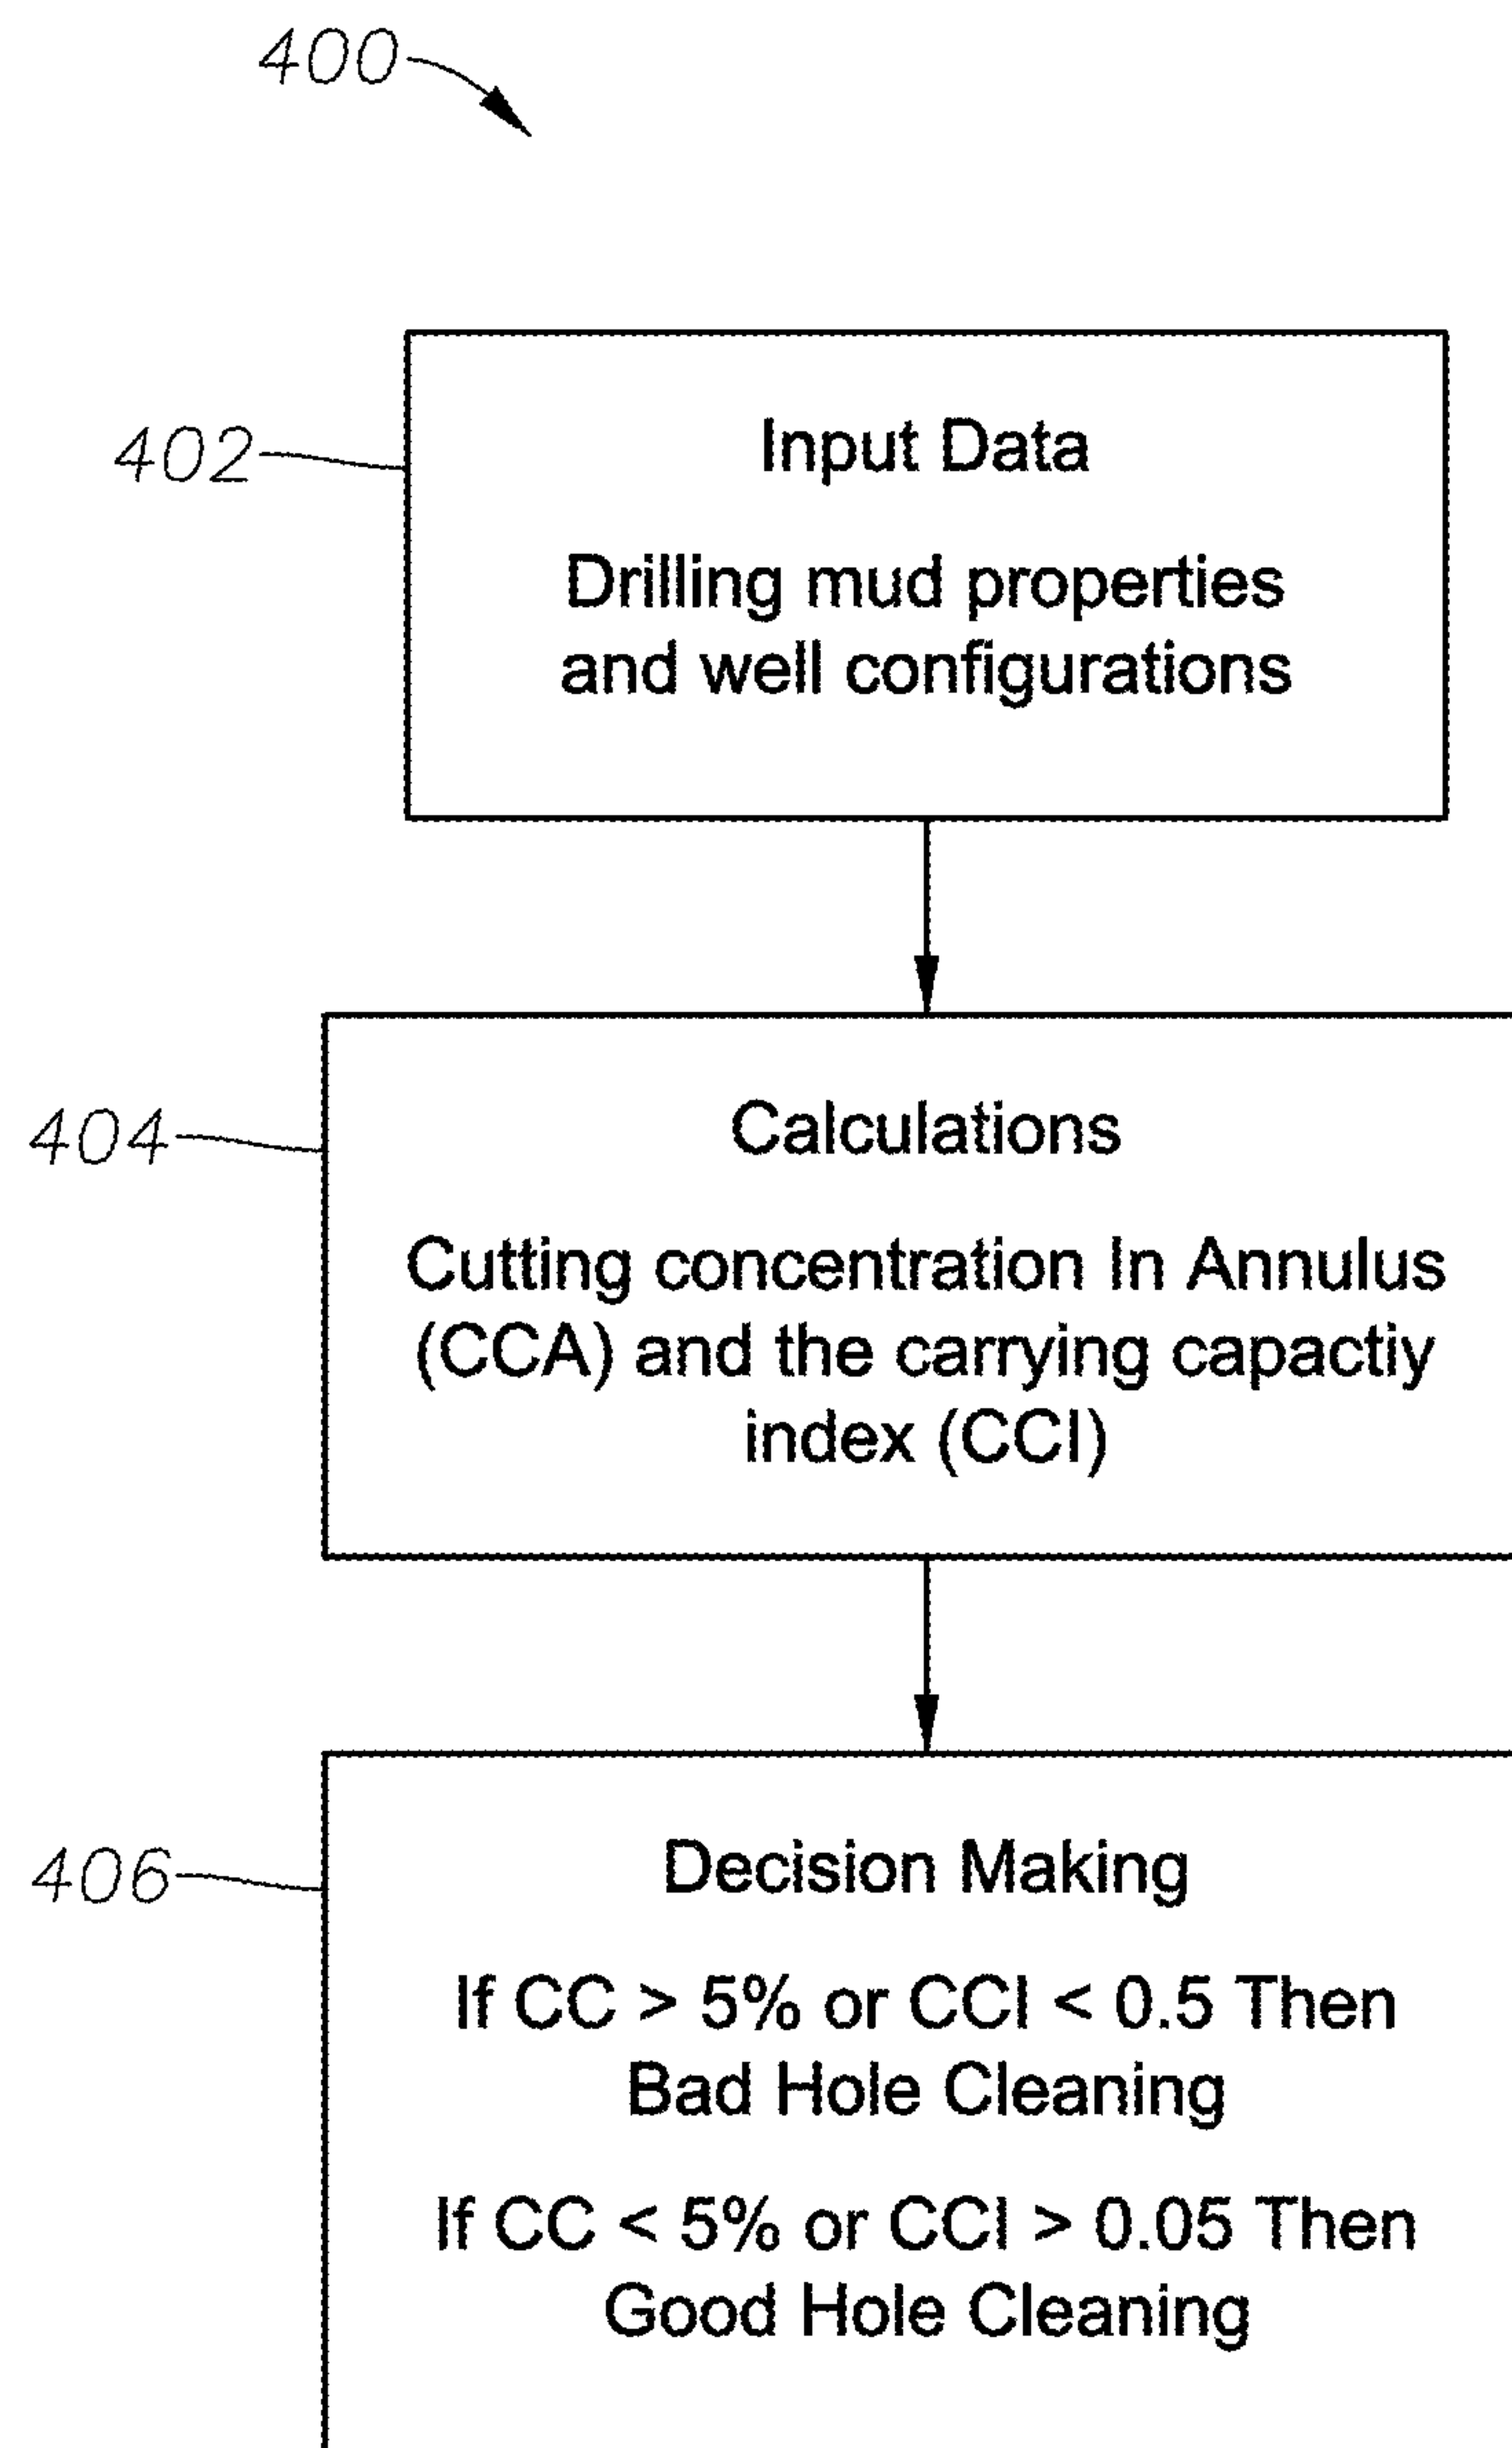 400
402
Input Data
Drilling mud properties
and well configurations
404
Calculations
Cutting concentration In Annulus
(CCA) and the carrying capactiy
index (CCI)
406
Decision Making
If CC > 5% or CCI < 0.5 Then
Bad Hole Cleaning
If CC < 5% or CCI > 0.05 Then
Good Hole Cleaning